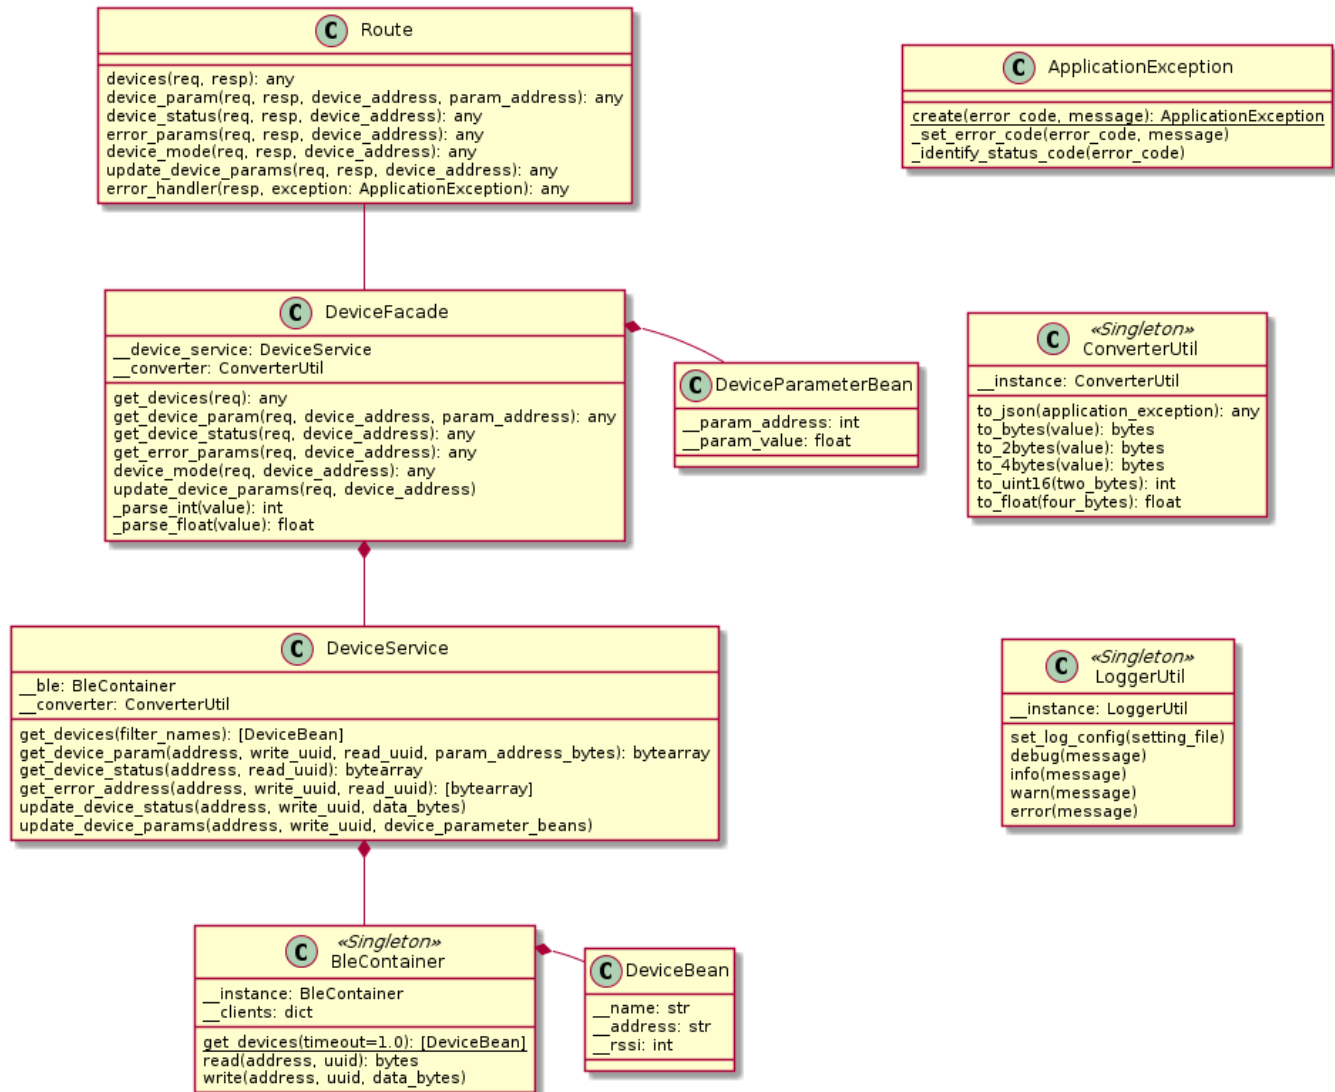 C Route
devices(req, resp): any
device_param(req, resp, device_address, param_address): any
device_status(req, resp, device_address): any
error_params(req, resp, device_address): any
device_mode(req, resp, device_address): any
update_device_params(req, resp, device_address): any
error_handler(resp, exception: ApplicationException): any
C ApplicationException
create(error_code, message): ApplicationException
_set_error_code(error_code, message)
_identify_status_code(error_code)
C DeviceFacade
__device_service: DeviceService
__converter: ConverterUtil
get_devices(req): any
get_device_param(req, device_address, param_address): any
get_device_status(req, device_address): any
get_error_params(req, device_address): any
device_mode(req, device_address): any
update_device_params(req, device_address)
_parse_int(value): int
_parse_float(value): float
C DeviceParameterBean
__param_address: int
__param_value: float
«Singleton»
C ConverterUtil
__instance: ConverterUtil
to_json(application_exception): any
to_bytes(value): bytes
to_2bytes(value): bytes
to_4bytes(value): bytes
to_uint16(two_bytes): int
to_float(four_bytes): float
C DeviceService
__ble: BleContainer
__converter: ConverterUtil
get_devices(filter_names): [DeviceBean]
get_device_param(address, write_uuid, read_uuid, param_address_bytes): bytearray
get_device_status(address, read_uuid): bytearray
get_error_address(address, write_uuid, read_uuid): [bytearray]
update_device_status(address, write_uuid, data_bytes)
update_device_params(address, write_uuid, device_parameter_beans)
«Singleton»
C LoggerUtil
__instance: LoggerUtil
set_log_config(setting_file)
debug(message)
info(message)
warn(message)
error(message)
«Singleton»
C BleContainer
__instance: BleContainer
__clients: dict
get_devices(timeout=1.0): [DeviceBean]
read(address, uuid): bytes
write(address, uuid, data_bytes)
C DeviceBean
__name: str
__address: str
__rssi: int